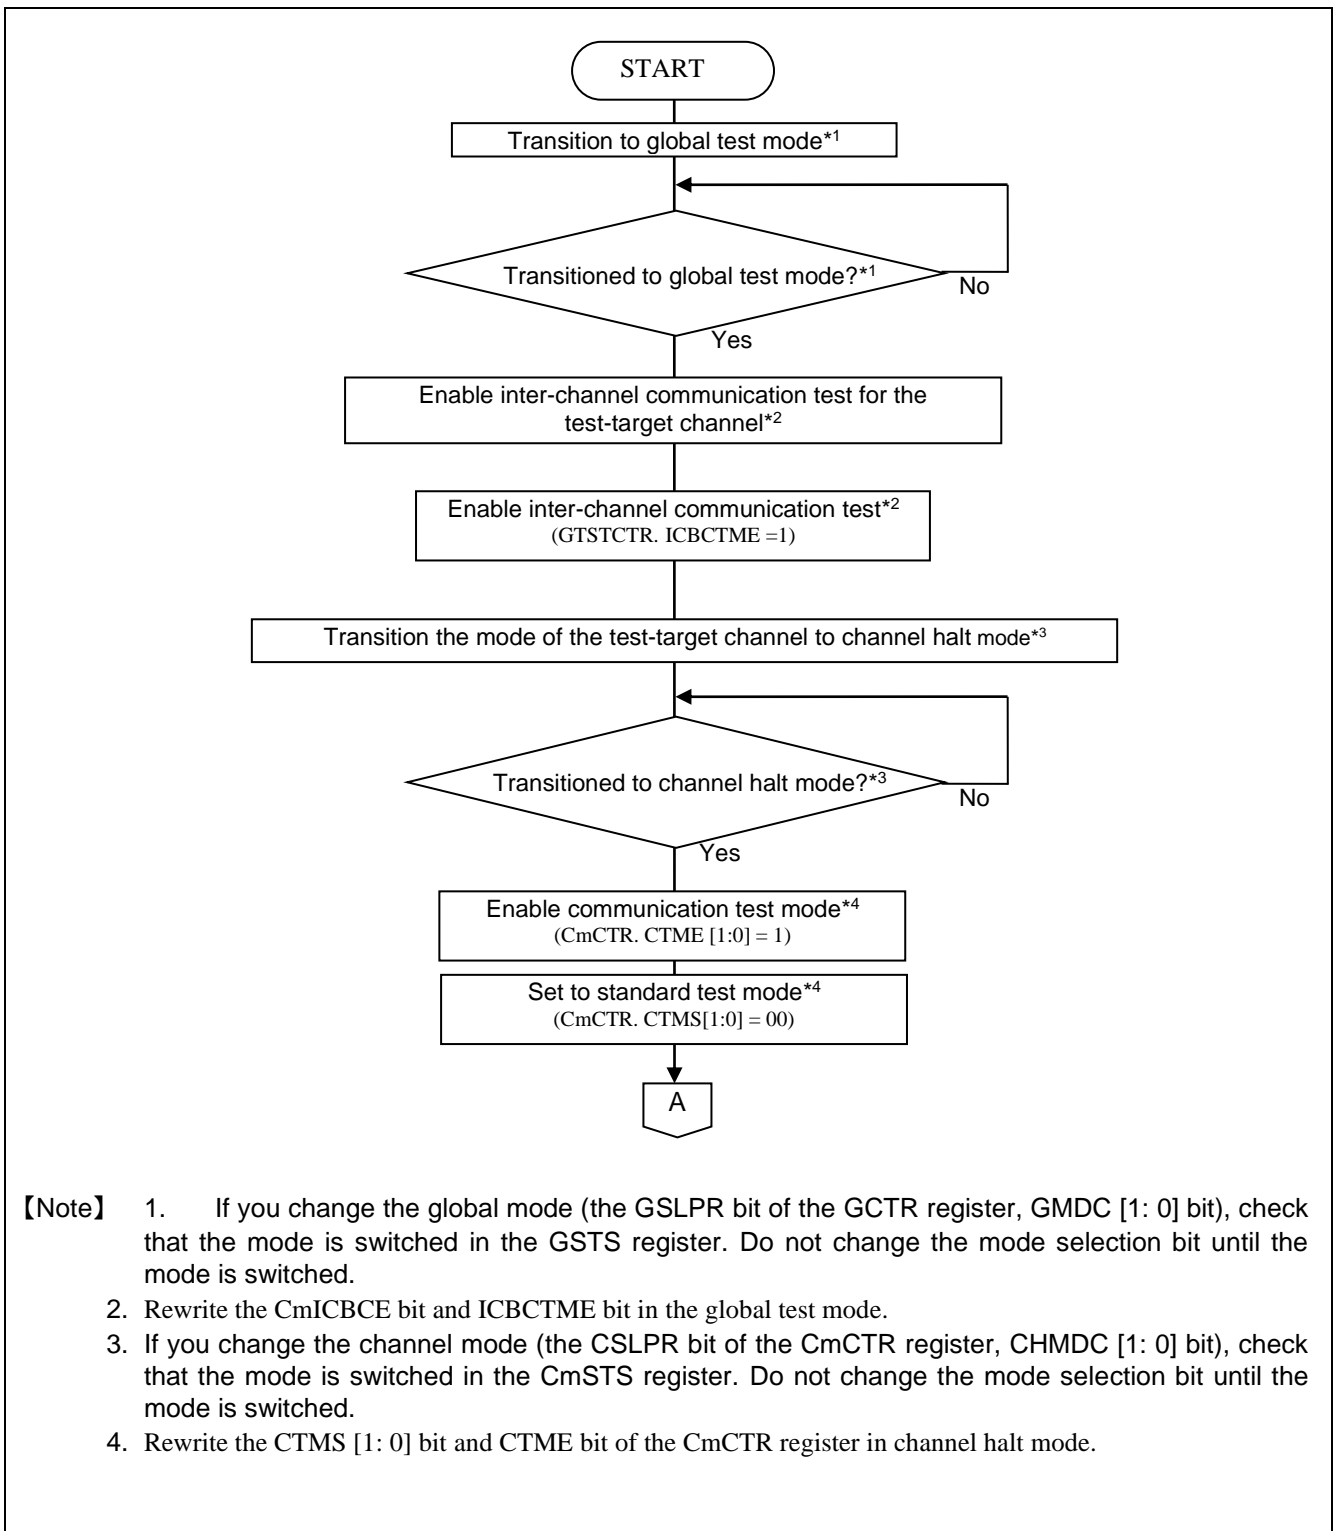 START
Transition to global test mode*1
Transitioned to global test mode?*1
No
Yes
Enable inter-channel communication test for the
test-target channel*2
Enable inter-channel communication test*2
(GTSTCTR. ICBCTME =1)
Transition the mode of the test-target channel to channel halt mode*3
Transitioned to channel halt mode?*3
No
Yes
Enable communication test mode*4
(CmCTR. CTME [1:0] = 1)
Set to standard test mode*4
(CmCTR. CTMS[1:0] = 00)
A
【Note】 1. If you change the global mode (the GSLPR bit of the GCTR register, GMDC [1: 0] bit), check
that the mode is switched in the GSTS register. Do not change the mode selection bit until the
mode is switched.
2. Rewrite the CmICBCE bit and ICBCTME bit in the global test mode.
3. If you change the channel mode (the CSLPR bit of the CmCTR register, CHMDC [1: 0] bit), check
that the mode is switched in the CmSTS register. Do not change the mode selection bit until the
mode is switched.
4. Rewrite the CTMS [1: 0] bit and CTME bit of the CmCTR register in channel halt mode.